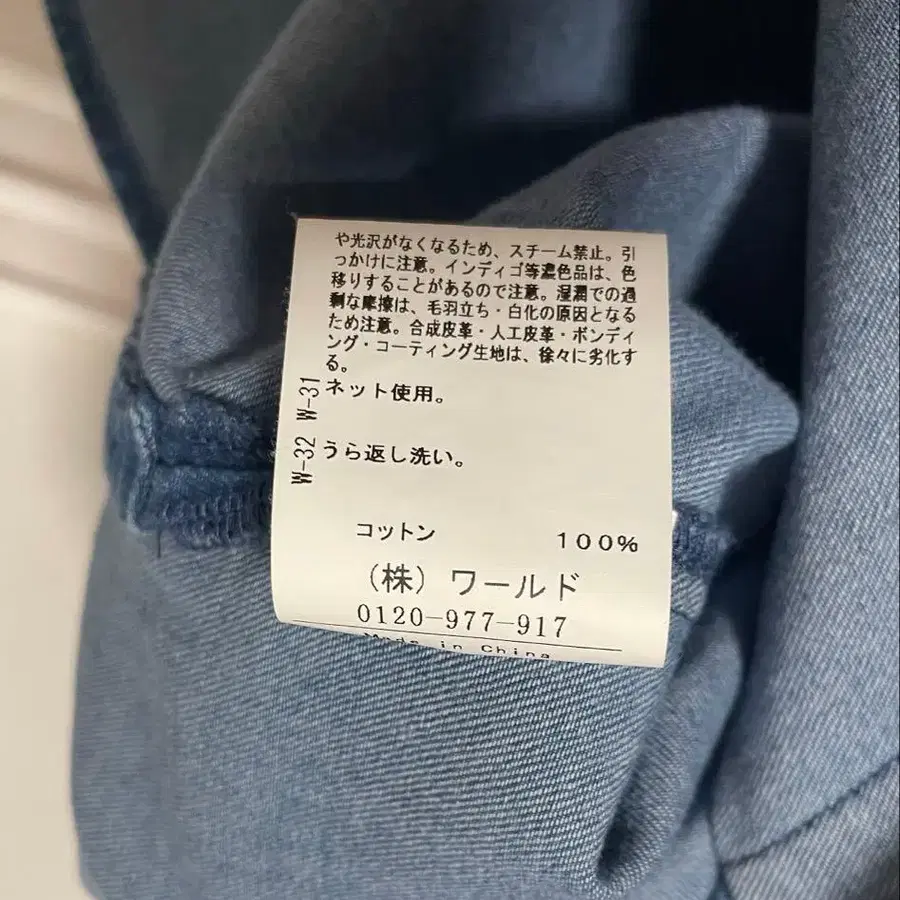 や光沢がなくなるため、スチーム禁止。引
っかけに注意。インディゴ等濃色品は、色
移りすることがあるので注意。湿潤での過
剰な摩擦は、毛羽立ち・白化の原因となる
ため注意。合成皮革・人工皮革・ボンディ
ング・コーティング生地は、徐々に劣化す
る。
W-31 ネット使用。
W-32 うら返し洗い。
コットン 100%
(株) ワールド
0120-977-917
Made in China